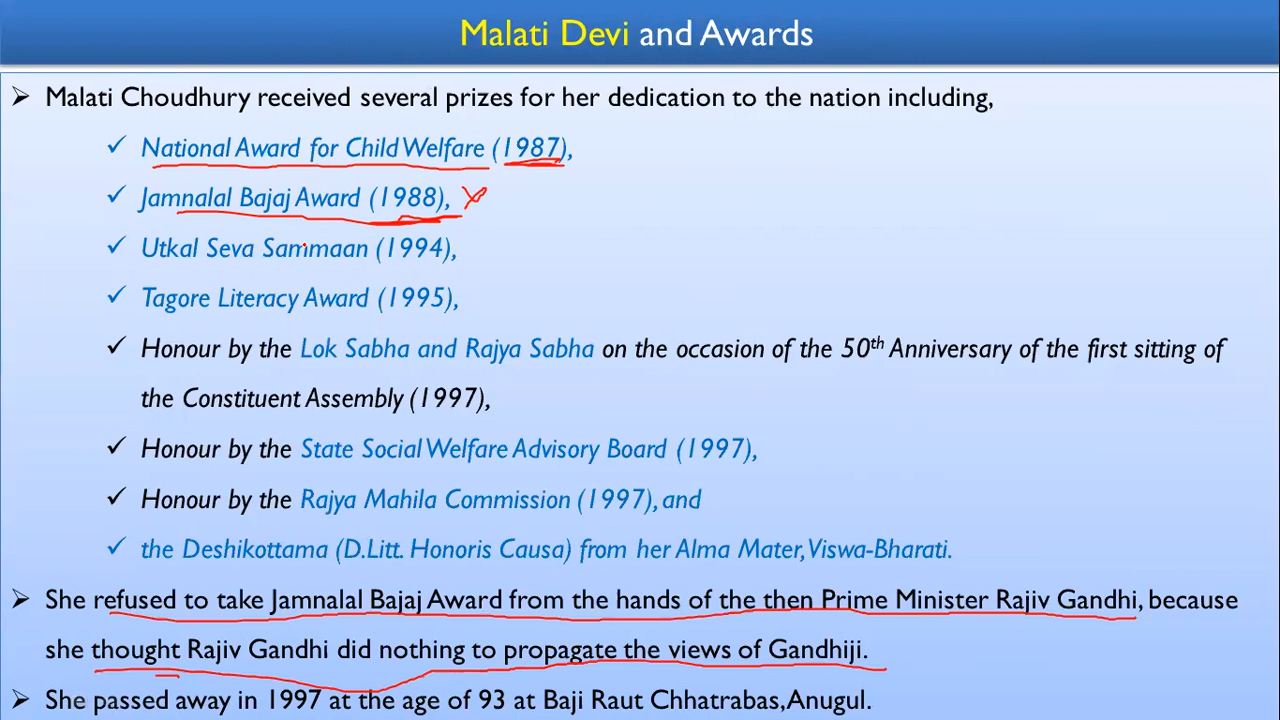 Malati Devi and Awards
➢ Malati Choudhury received several prizes for her dedication to the nation including,
✓ National Award for Child Welfare (1987),
✓ Jamnalal Bajaj Award (1988),
✓ Utkal Seva Sammaan (1994),
✓ Tagore Literacy Award (1995),
✓ Honour by the Lok Sabha and Rajya Sabha on the occasion of the 50th Anniversary of the first sitting of
the Constituent Assembly (1997),
✓ Honour by the State Social Welfare Advisory Board (1997),
✓ Honour by the Rajya Mahila Commission (1997), and
✓ the Deshikottama (D.Litt. Honoris Causa) from her Alma Mater, Viswa-Bharati.
➢ She refused to take Jamnalal Bajaj Award from the hands of the then Prime Minister Rajiv Gandhi, because
she thought Rajiv Gandhi did nothing to propagate the views of Gandhiji.
➢ She passed away in 1997 at the age of 93 at Baji Raut Chhatrabas, Anugul.